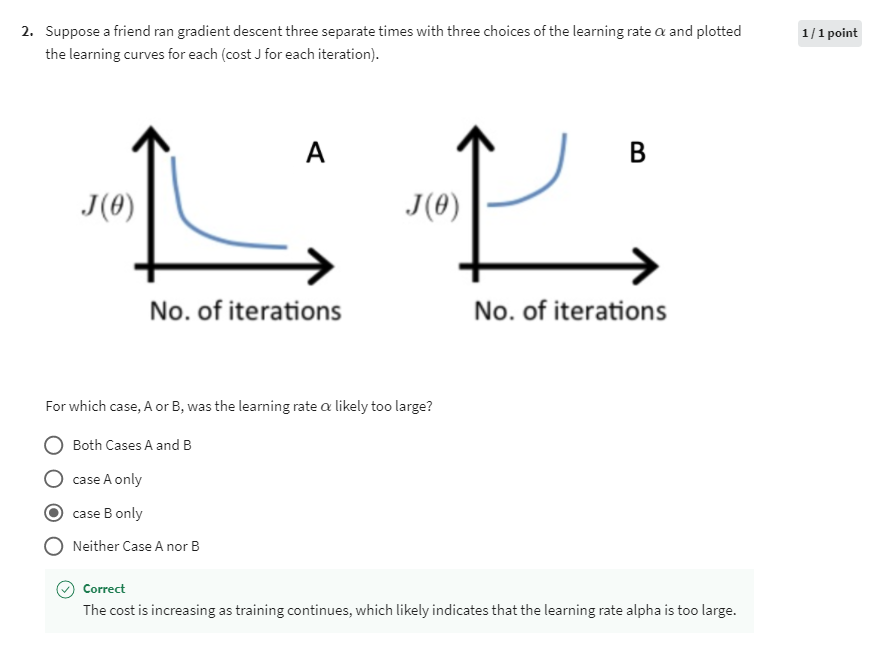 2. Suppose a friend ran gradient descent three separate times with three choices of the learning rate α and plotted
1 / 1 point
the learning curves for each (cost J for each iteration).
A
J(θ)
No. of iterations
B
J(θ)
No. of iterations
For which case, A or B, was the learning rate α likely too large?
Both Cases A and B
case A only
case B only
Neither Case A nor B
Correct
The cost is increasing as training continues, which likely indicates that the learning rate alpha is too large.